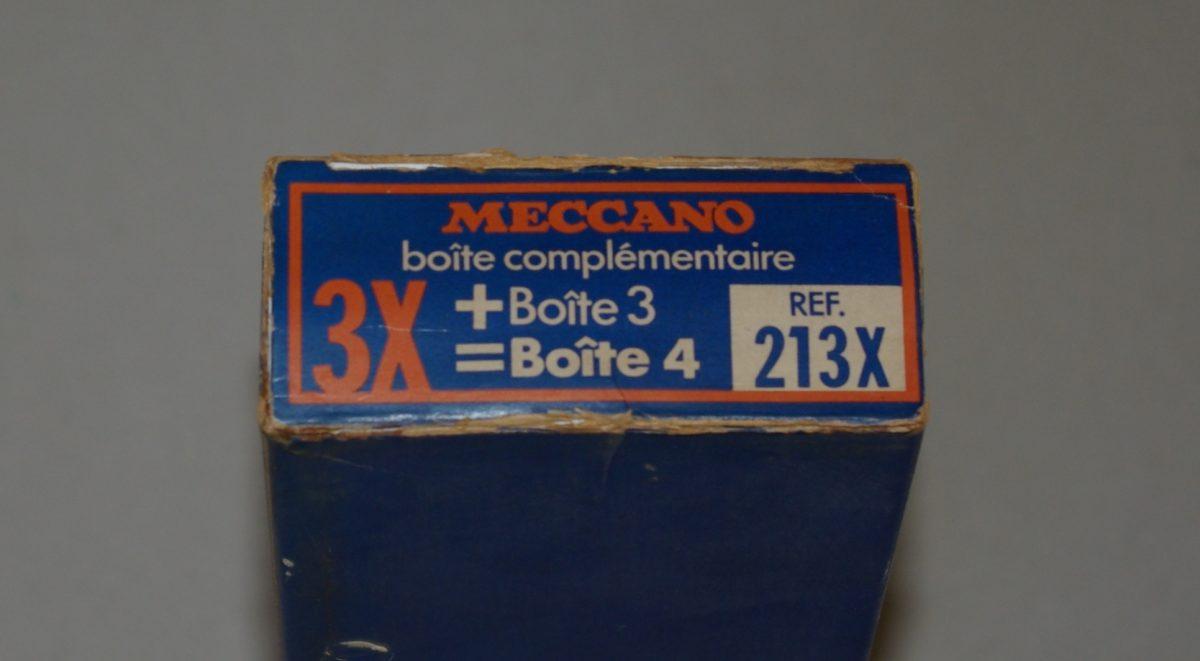 MECCANO
boîte complémentaire
3X
+ Boîte 3
= Boîte 4
REF.
213X